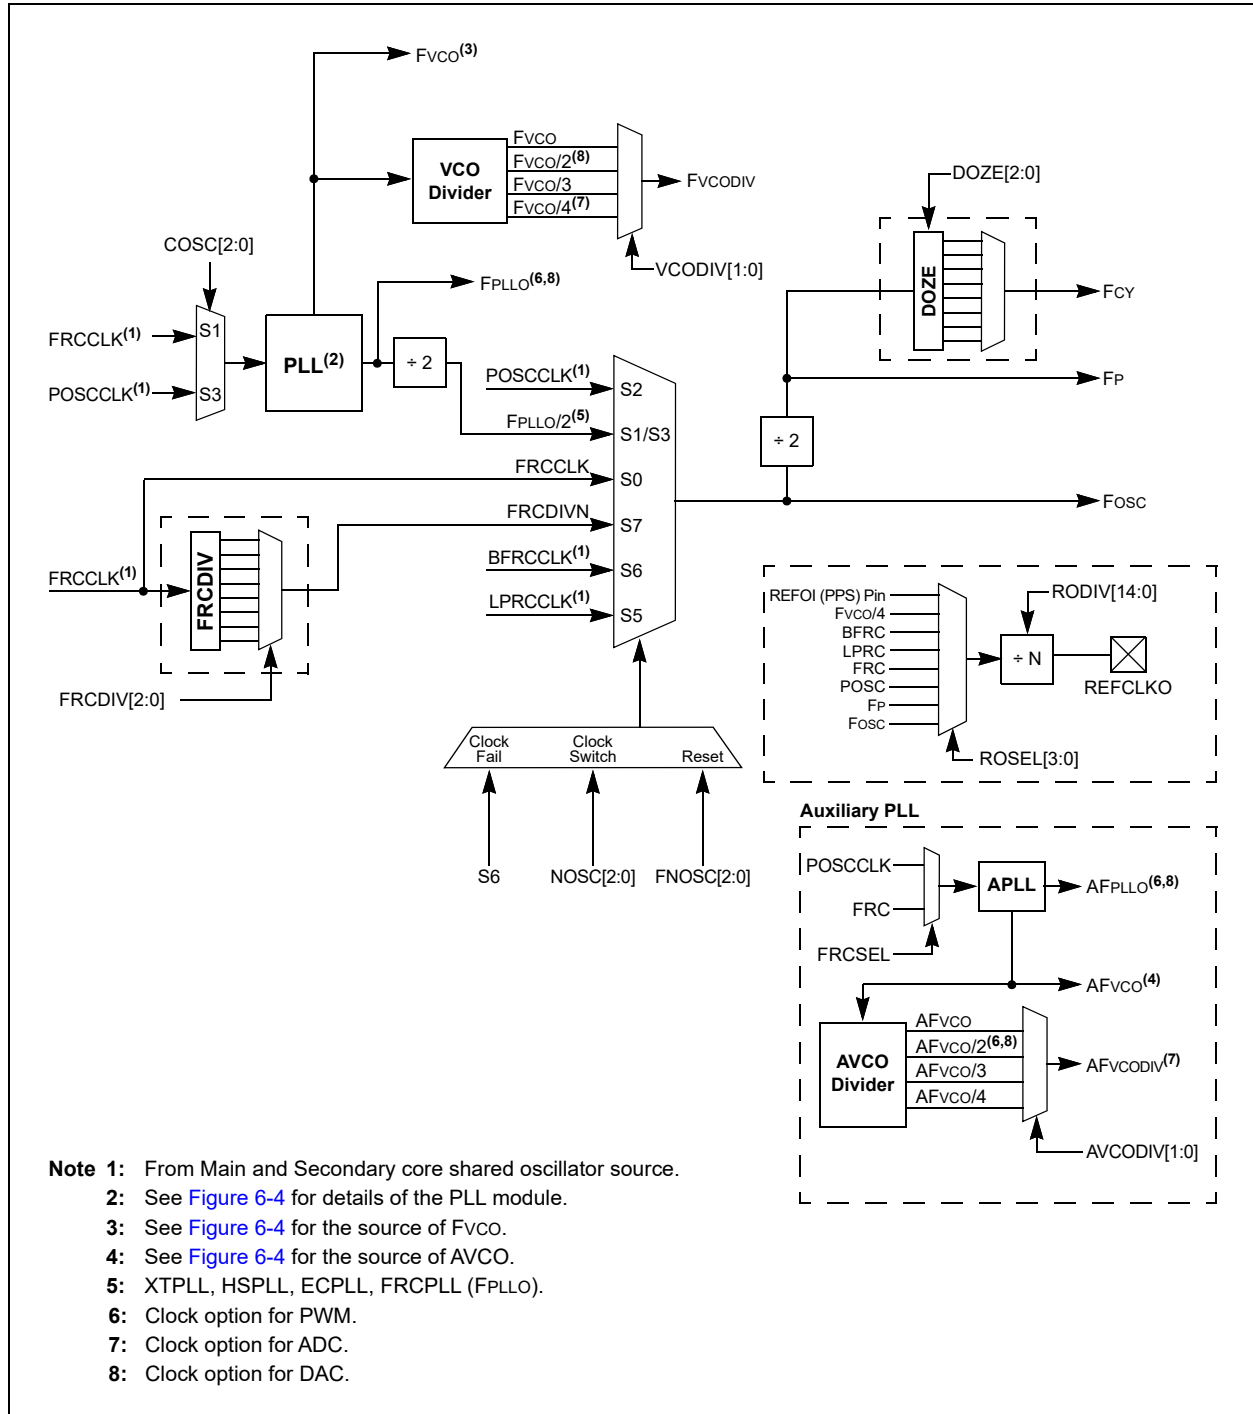 FVCO(3)
VCO
Divider
FVCO
FVCO/2(8)
FVCO/3
FVCO/4(7)
FVCODIV
VCODIV[1:0]
DOZE[2:0]
DOZE
FCY
COSC[2:0]
FPLLO(6,8)
FRCCLK(1)
S1
POSCCLK(1)
S3
PLL(2)
÷ 2
POSCCLK(1)
S2
FPLLO/2(5)
S1/S3
FRCCLK
S0
FRCDIVN
S7
BFRCCLK(1)
S6
LPRCCLK(1)
S5
FP
÷ 2
FOSC
FRCCLK(1)
FRCDIV
FRCDIV[2:0]
Clock
Fail
Clock
Switch
Reset
S6
NOSC[2:0]
FNOSC[2:0]
REFOI (PPS) Pin
FVCO/4
BFRC
LPRC
FRC
POSC
FP
FOSC
RODIV[14:0]
÷ N
REFCLKO
ROSEL[3:0]
Auxiliary PLL
POSCCLK
FRC
FRCSEL
APLL
AFPLLO(6,8)
AFVCO(4)
AVCO
Divider
AFVCO
AFVCO/2(6,8)
AFVCO/3
AFVCO/4
AFVCODIV(7)
AVCODIV[1:0]
Note 1: From Main and Secondary core shared oscillator source.
2: See Figure 6-4 for details of the PLL module.
3: See Figure 6-4 for the source of FVCO.
4: See Figure 6-4 for the source of AVCO.
5: XTPLL, HSPLL, ECPLL, FRCPLL (FPLLO).
6: Clock option for PWM.
7: Clock option for ADC.
8: Clock option for DAC.